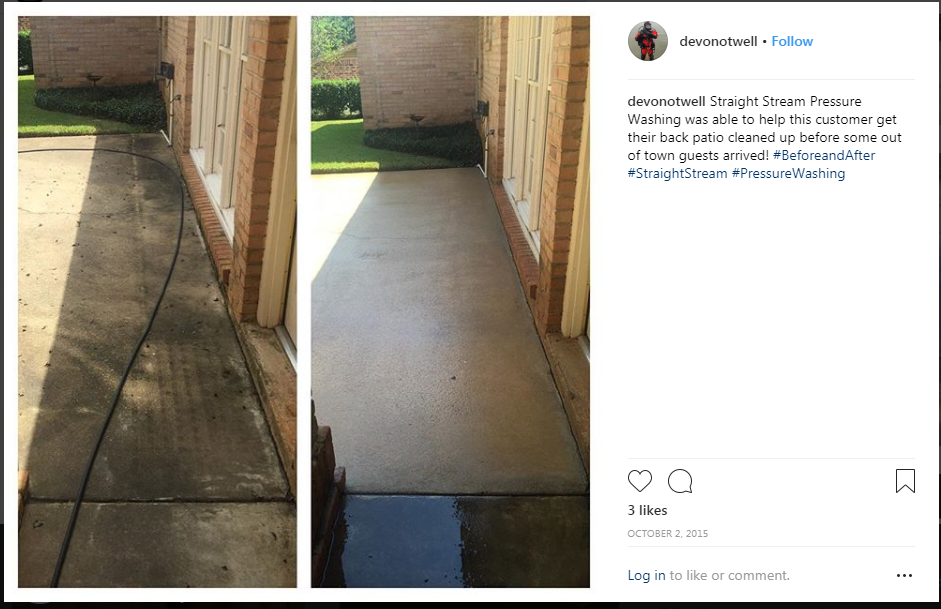 devonotwell • Follow
devonotwell Straight Stream Pressure
Washing was able to help this customer get
their back patio cleaned up before some out
of town guests arrived! #BeforeandAfter
#StraightStream #PressureWashing
3 likes
OCTOBER 2, 2015
Log in to like or comment.